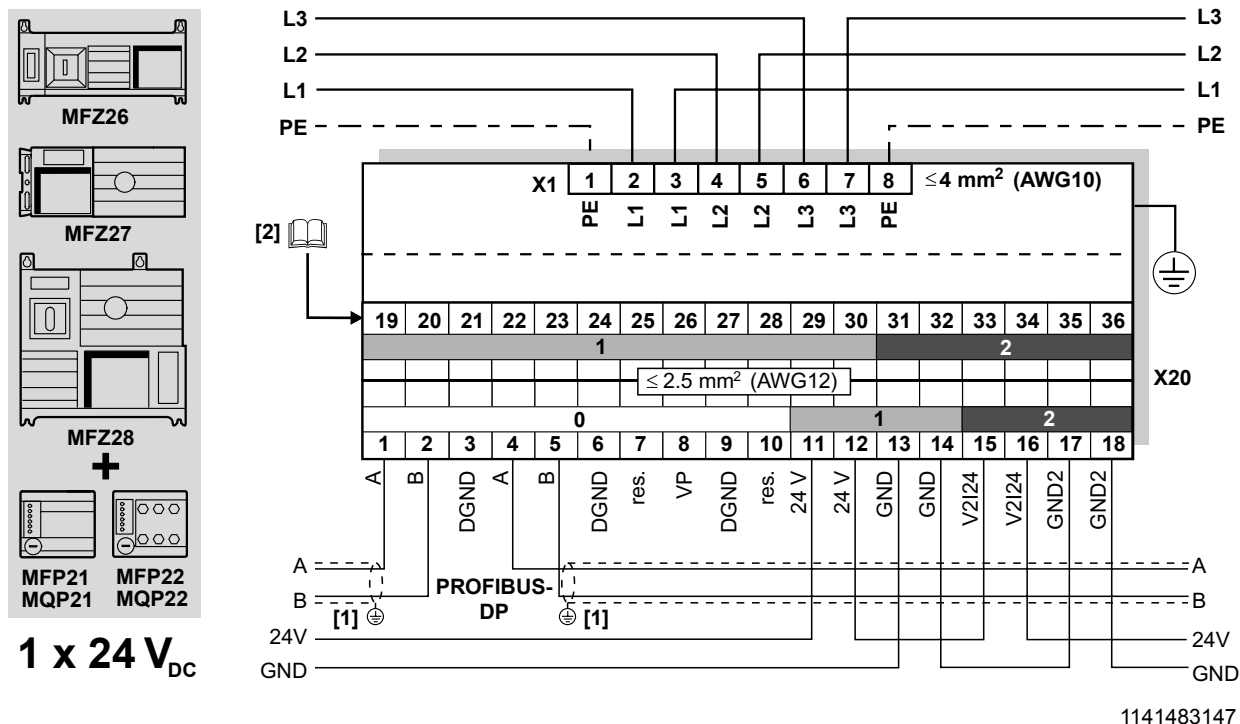 MFZ26
MFZ27
MFZ28
+
MFP21 MFP22
MQP21 MQP22
1 x 24 VDC
L3 L3
L2 L2
L1 L1
PE PE
X1 1 2 3 4 5 6 7 8 ≤4 mm² (AWG10)
PE L1 L1 L2 L2 L3 L3 PE
[2]
19 20 21 22 23 24 25 26 27 28 29 30 31 32 33 34 35 36
1 2
≤ 2.5 mm² (AWG12)
X20
0 1 2
1 2 3 4 5 6 7 8 9 10 11 12 13 14 15 16 17 18
A B DGND A B DGND res. VP DGND res. 24 V 24 V GND GND V2I24 V2I24 GND2 GND2
A A
B B
PROFIBUS-
DP
[1] [1]
24V 24V
GND GND
1141483147